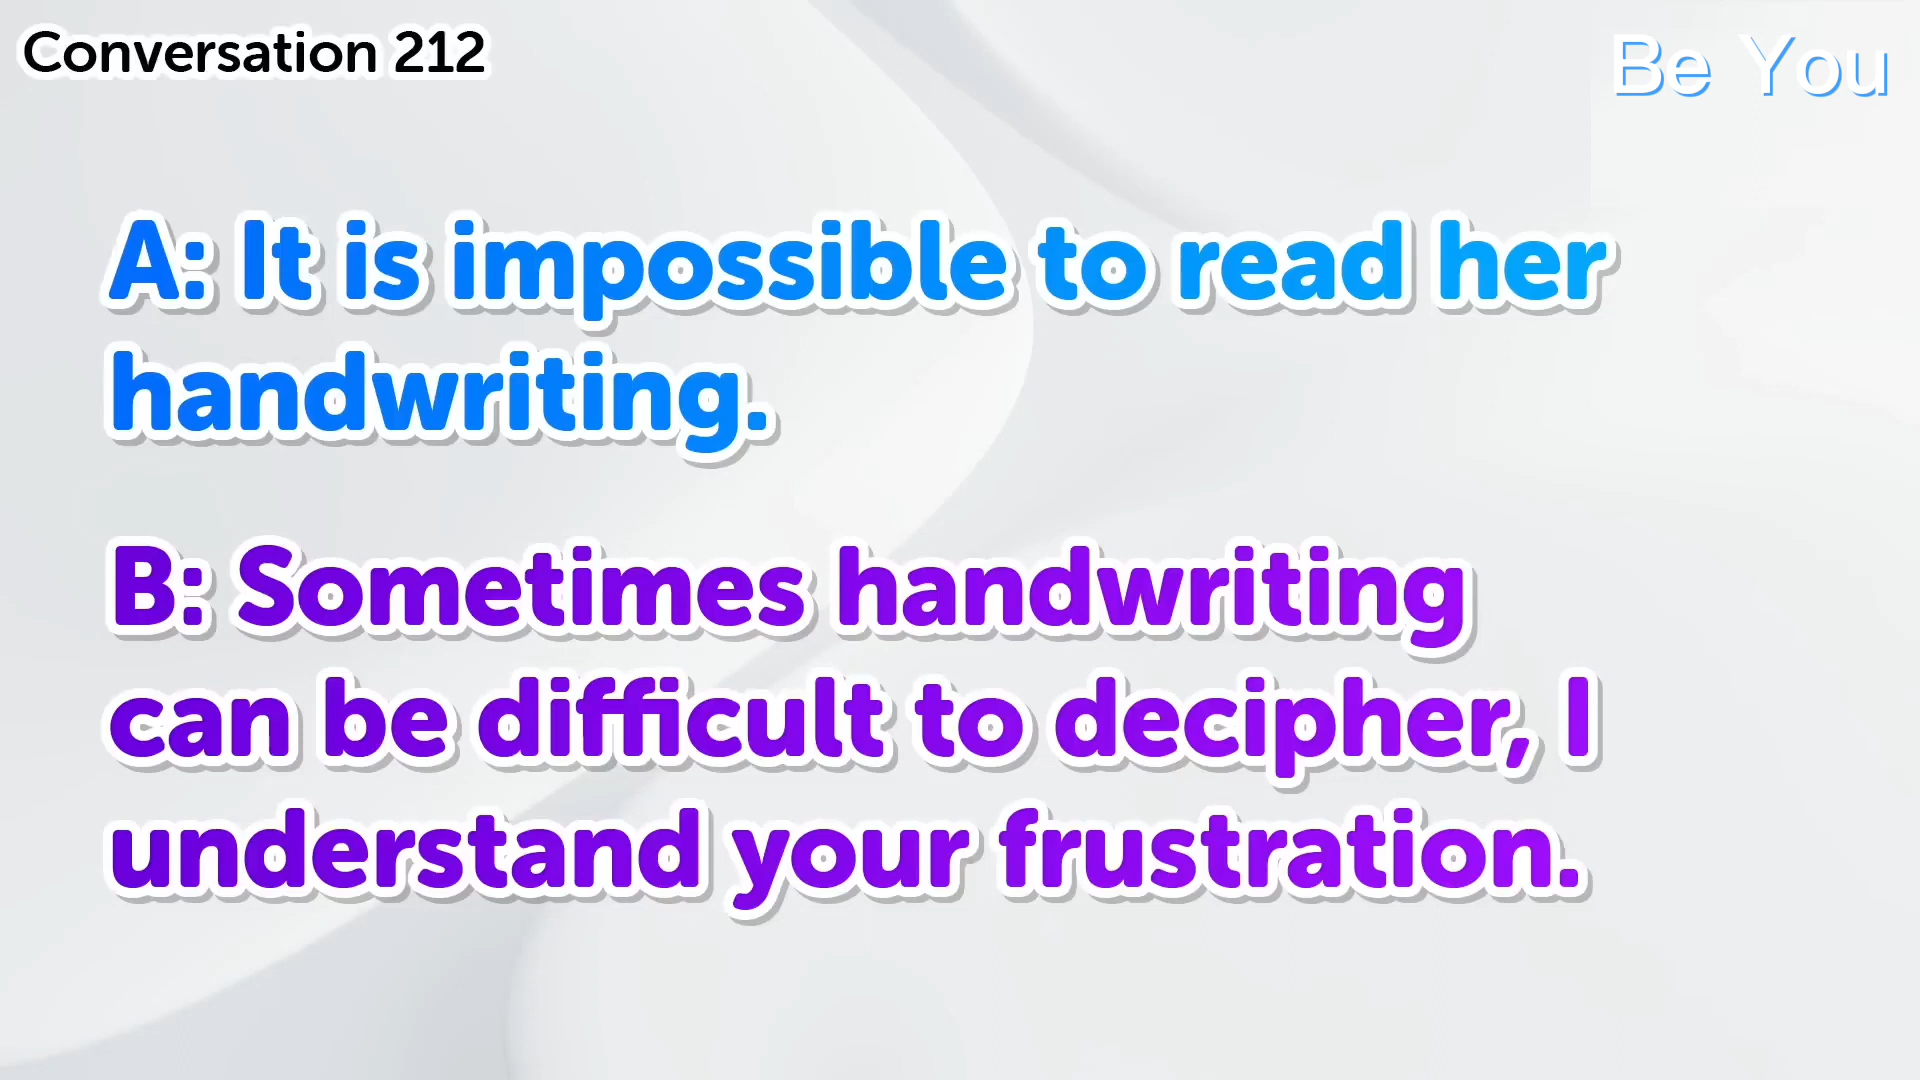 Conversation 212
Be You
A: It is impossible to read her
handwriting.
B: Sometimes handwriting
can be difficult to decipher, I
understand your frustration.